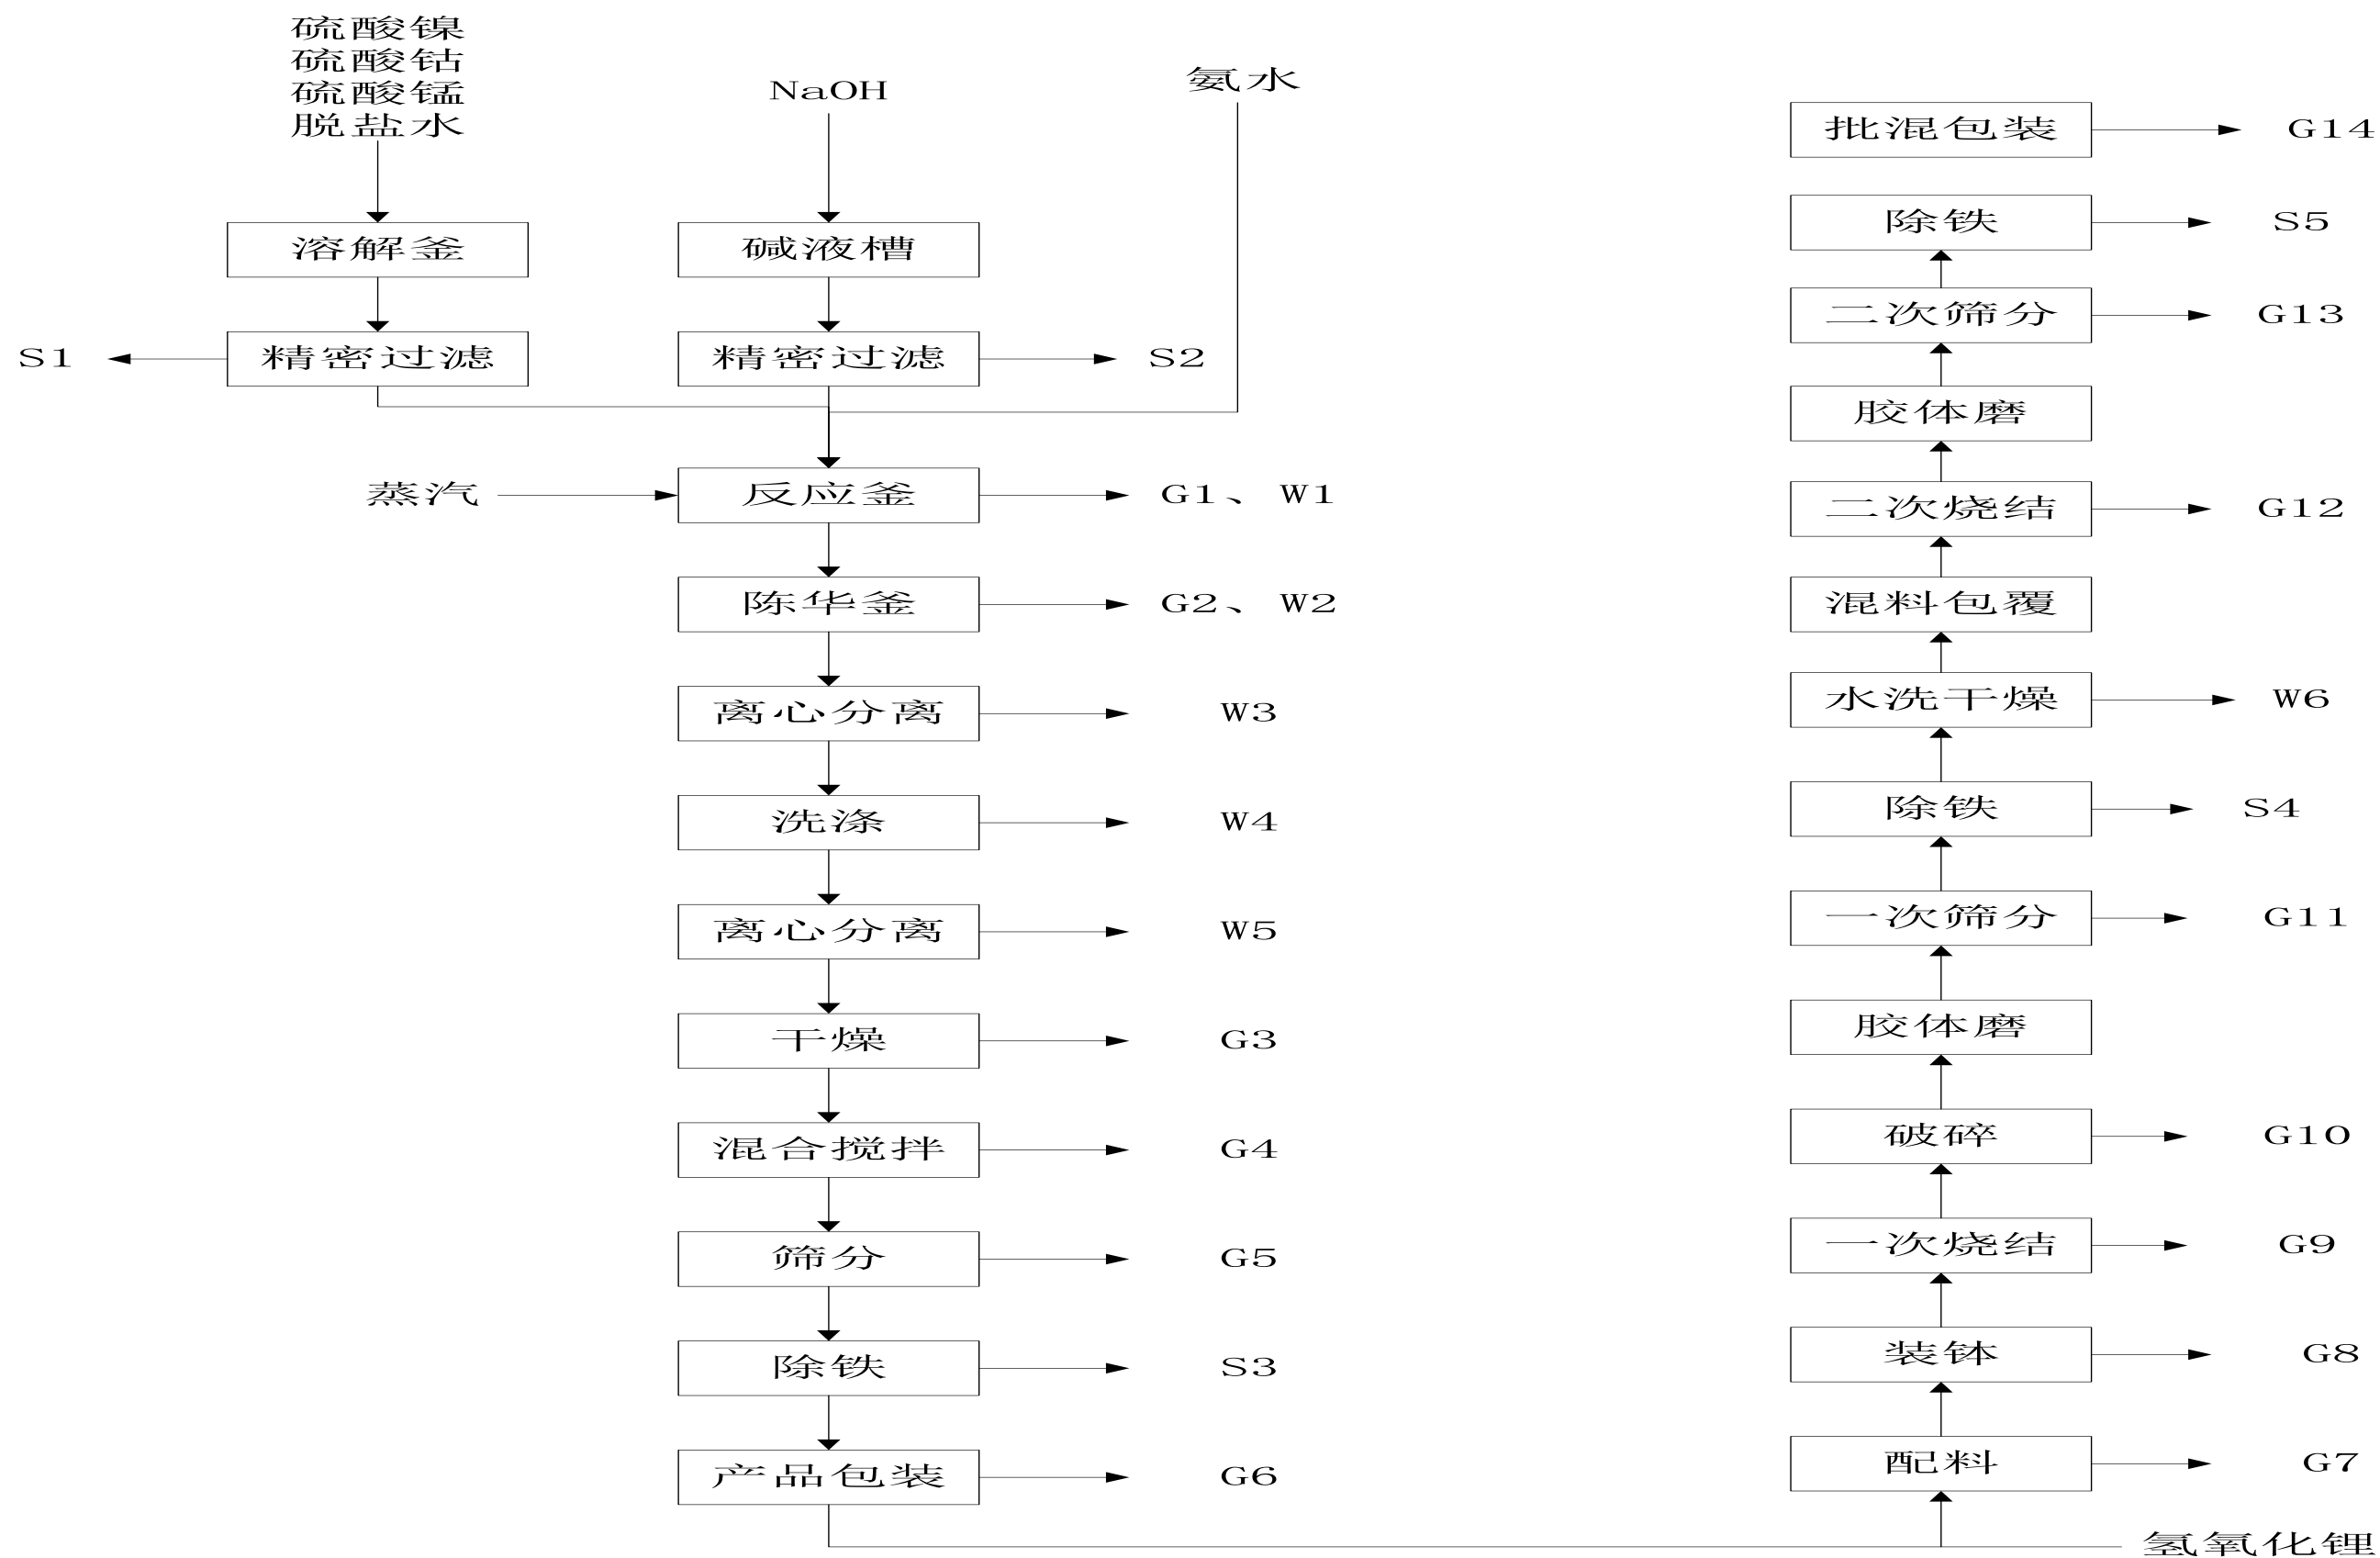 硫酸镍
硫酸钴
硫酸锰
脱盐水
NaOH
氨水
溶解釜
碱液槽
S1
精密过滤
精密过滤
S2
蒸汽
反应釜
G1、W1
陈华釜
G2、W2
离心分离
W3
洗涤
W4
离心分离
W5
干燥
G3
混合搅拌
G4
筛分
G5
除铁
S3
产品包装
G6
批混包装
G14
除铁
S5
二次筛分
G13
胶体磨
二次烧结
G12
混料包覆
水洗干燥
W6
除铁
S4
一次筛分
G11
胶体磨
破碎
G10
一次烧结
G9
装钵
G8
配料
G7
氢氧化锂